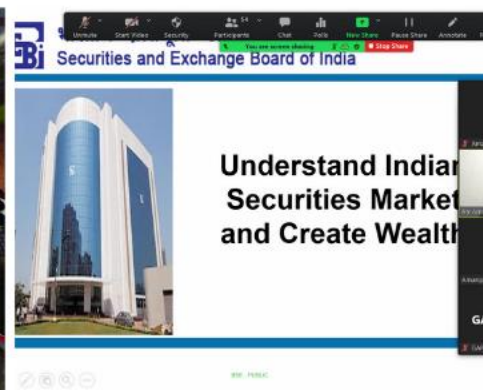 Unmute
Start Video
Security
Participants 54
Chat
Polls
New Share
Pause Share
Annotate
You are screen sharing
Stop Share
Securities and Exchange Board of India
Understand Indian
Securities Market
and Create Wealth